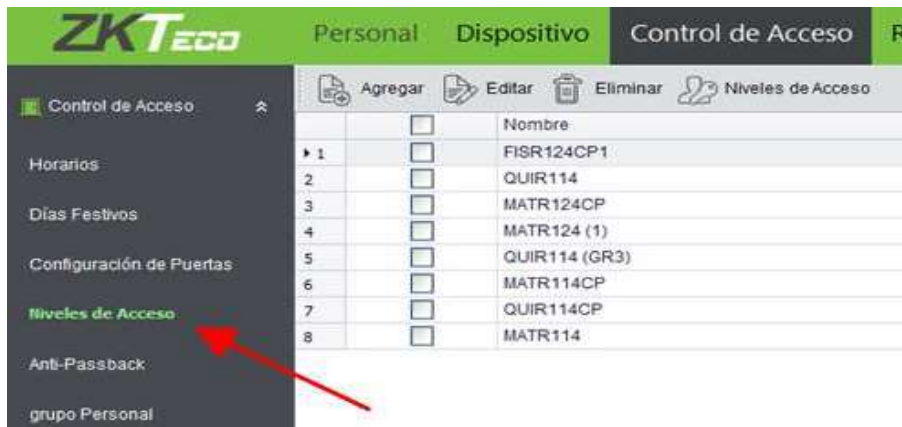 ZKTECO
Personal Dispositivo Control de Acceso
Agregar Editar Eliminar Niveles de Acceso
Control de Acceso
Horarios
Días Festivos
Configuración de Puertas
Niveles de Acceso
Anti-Passback
grupo Personal
Nombre
1 FISR124CP1
2 QUIR114
3 MATR124CP
4 MATR124 (1)
5 QUIR114 (GR3)
6 MATR114CP
7 QUIR114CP
8 MATR114